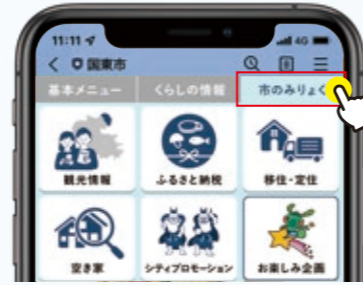 11:11
4G
国東市
基本メニュー
くらしの情報
市のみりょく
観光情報
ふるさと納税
移住・定住
空き家
シティプロモーション
お楽しみ企画